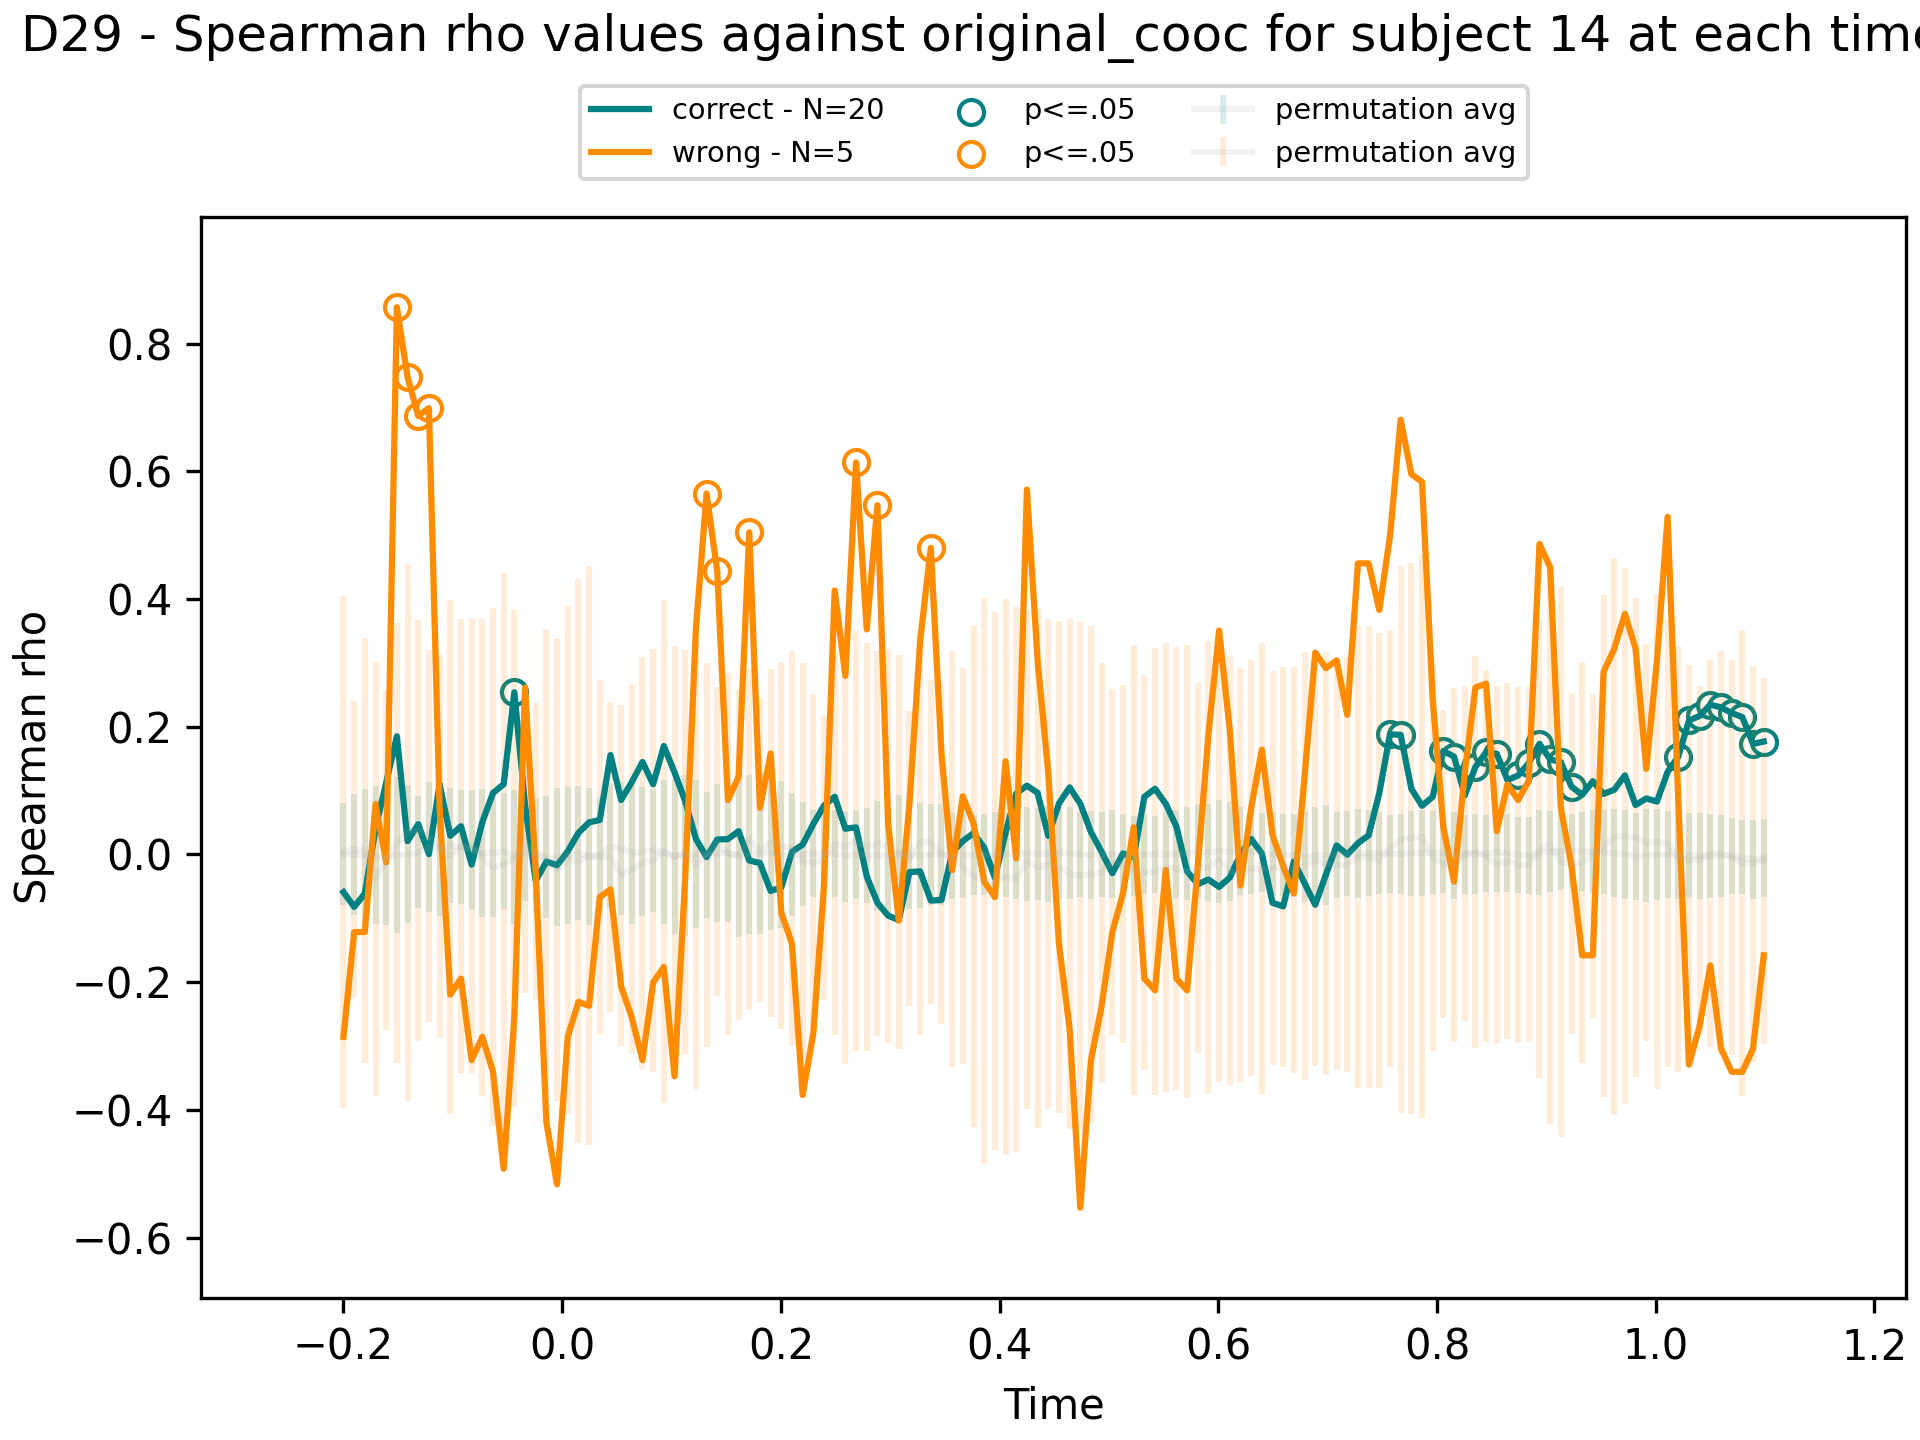 D29 - Spearman rho values against original_cooc for subject 14 at each time
correct - N=20
wrong - N=5
p<=.05
p<=.05
permutation avg
permutation avg
Spearman rho
0.8
0.6
0.4
0.2
0.0
−0.2
−0.4
−0.6
−0.2 0.0 0.2 0.4 0.6 0.8 1.0 1.2
Time